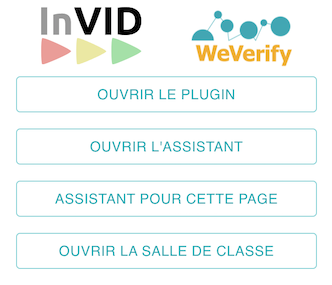 InVID
WeVerify
OUVRIR LE PLUGIN
OUVRIR L'ASSISTANT
ASSISTANT POUR CETTE PAGE
OUVRIR LA SALLE DE CLASSE